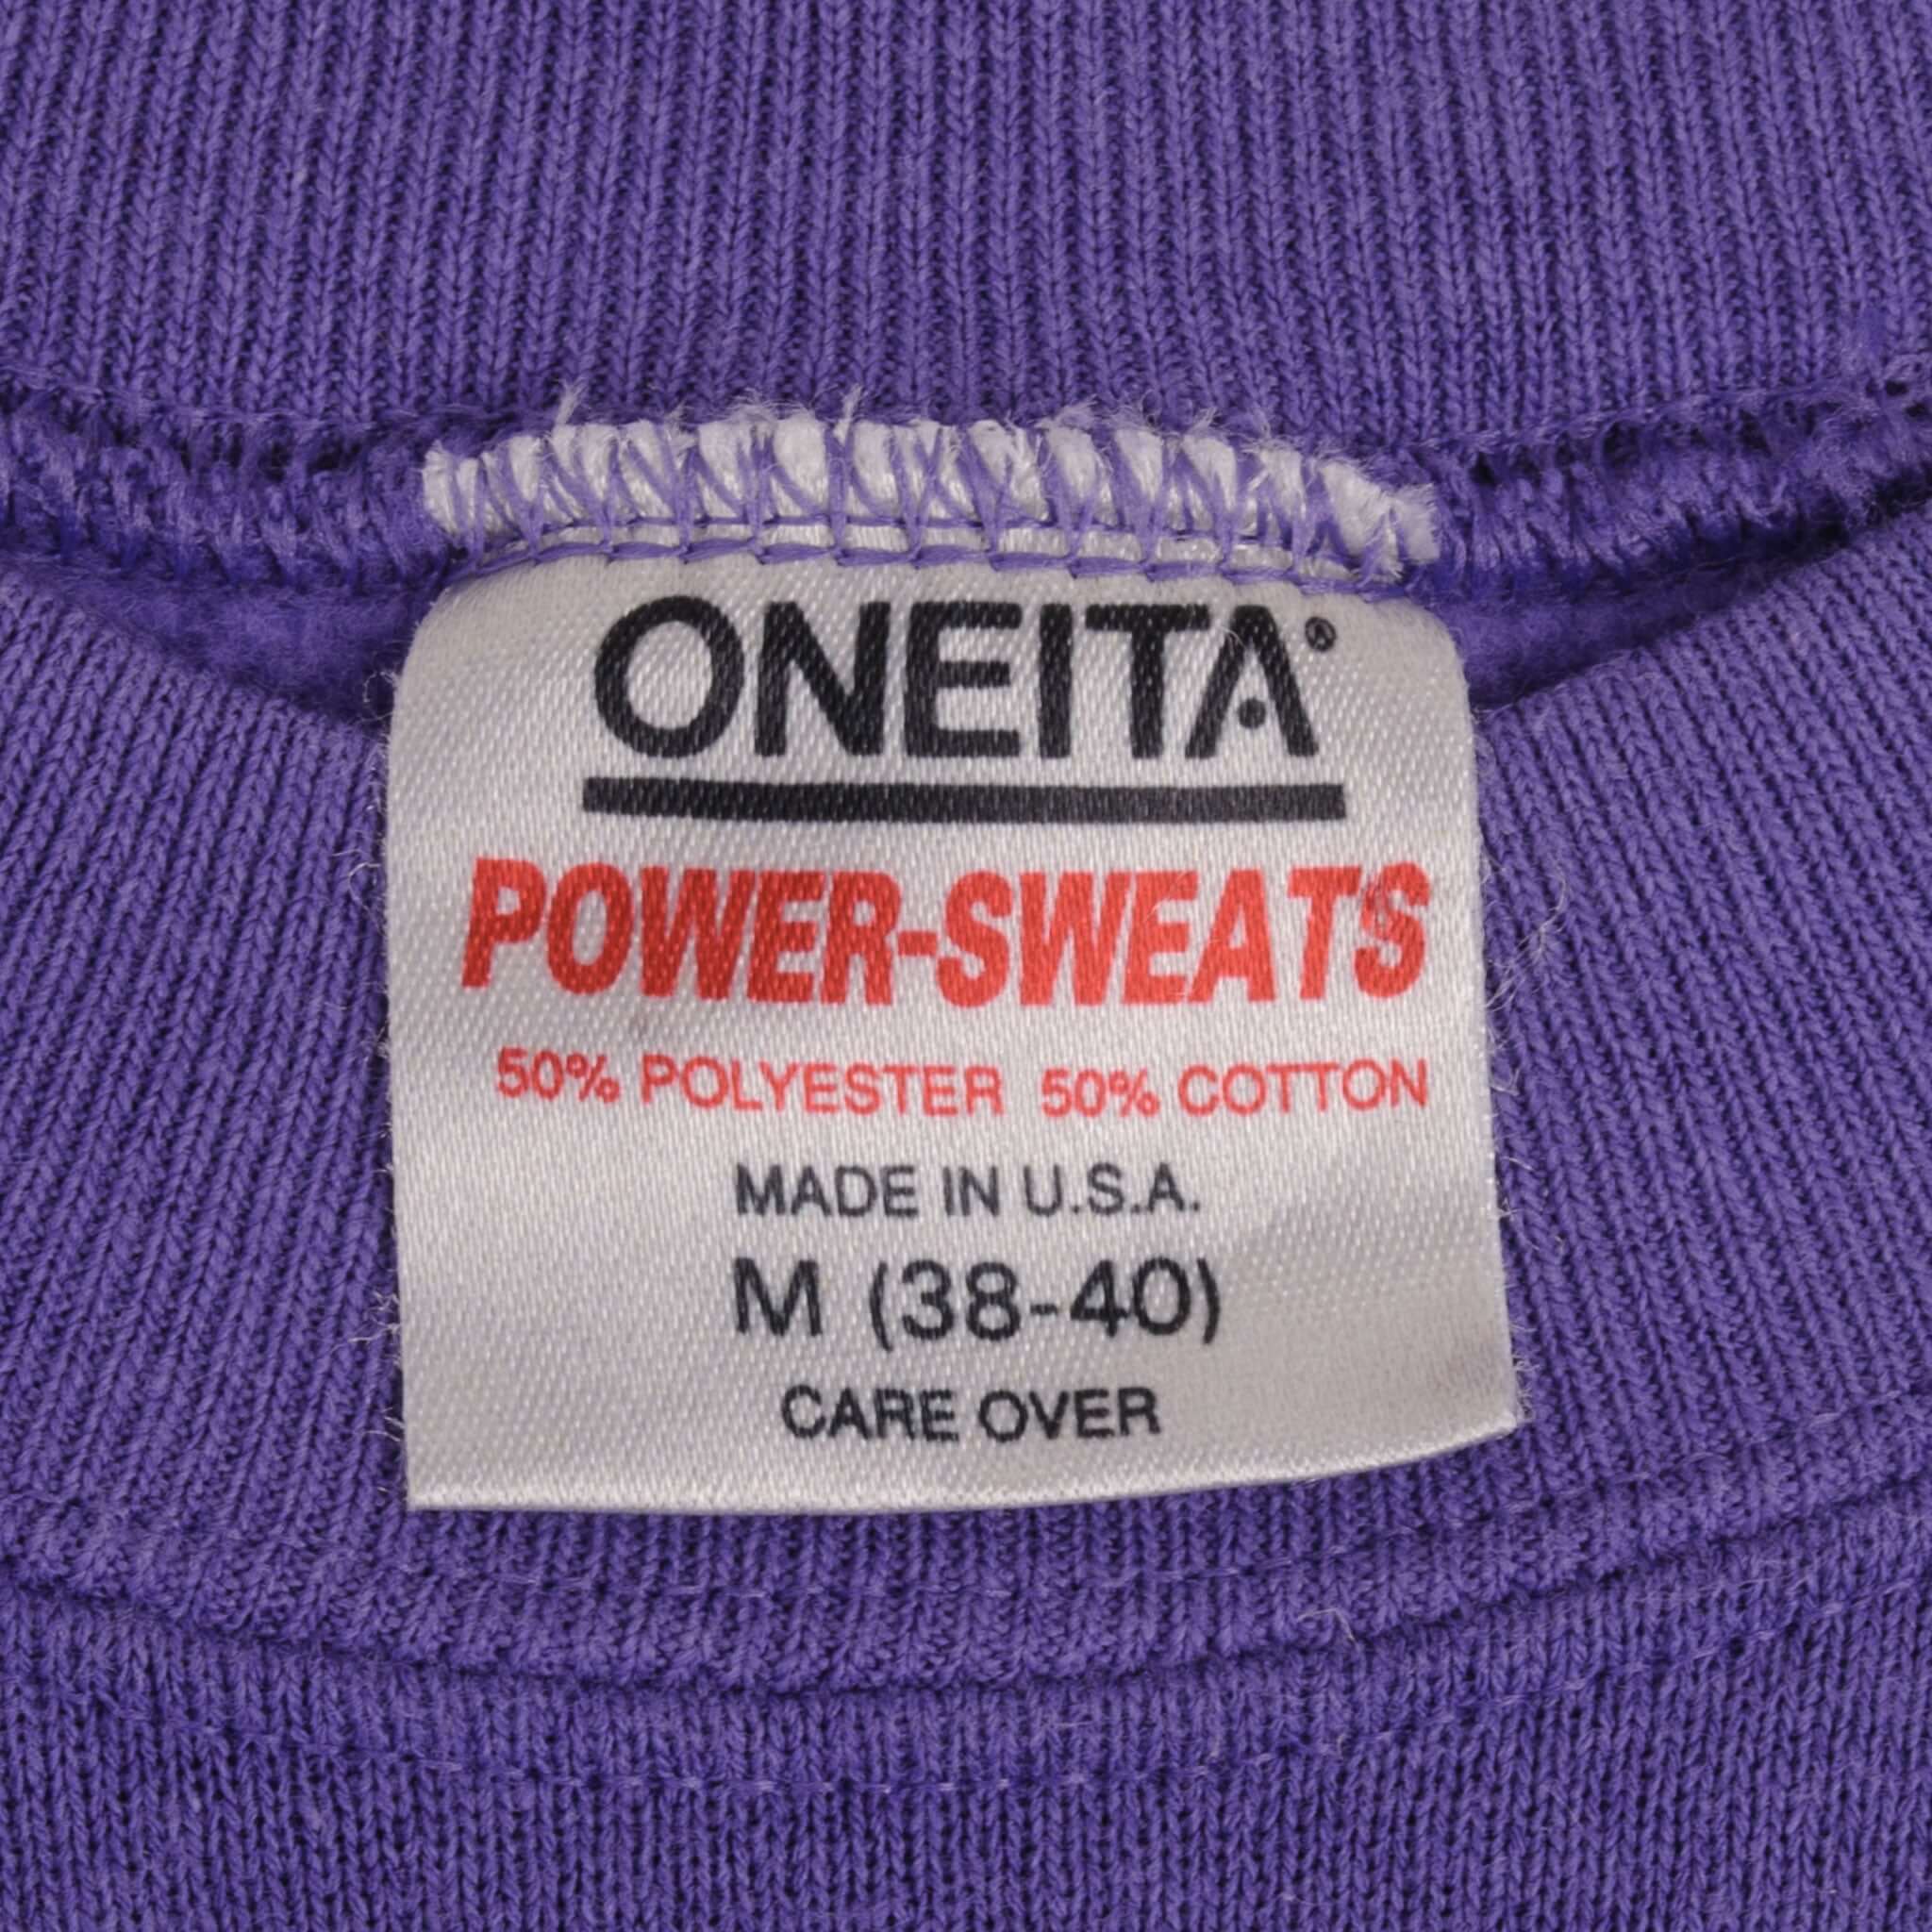 ONEITA®
POWER-SWEATS
50% POLYESTER 50% COTTON
MADE IN U.S.A.
M (38-40)
CARE OVER